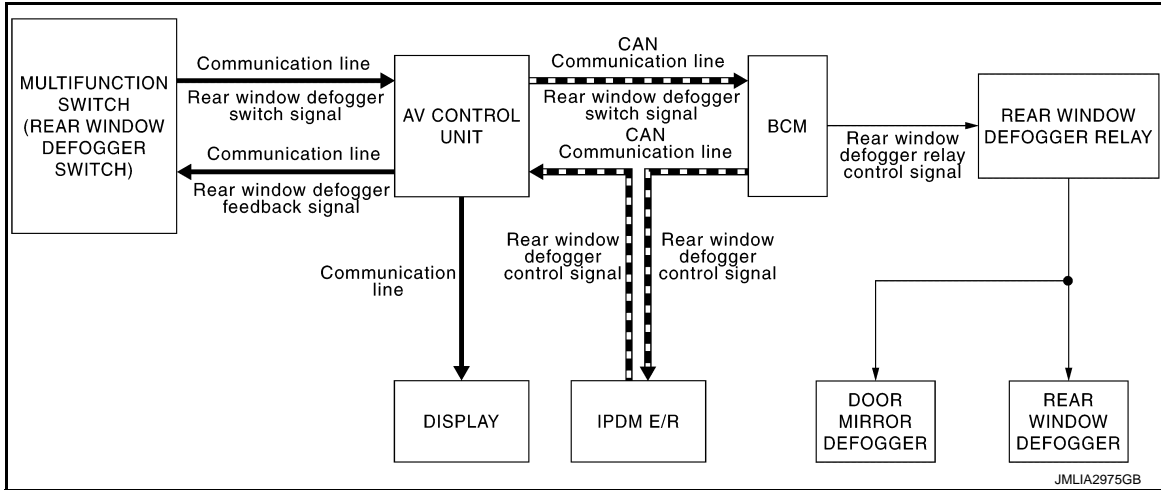 MULTIFUNCTION
SWITCH
(REAR WINDOW
DEFOGGER
SWITCH)
Communication line
Rear window defogger
switch signal
Communication line
Rear window defogger
feedback signal
AV CONTROL
UNIT
CAN
Communication line
Rear window defogger
switch signal
CAN
Communication line
BCM
Rear window
defogger relay
control signal
REAR WINDOW
DEFOGGER RELAY
Communication
line
Rear window
defogger
control signal
Rear window
defogger
control signal
DISPLAY
IPDM E/R
DOOR
MIRROR
DEFOGGER
REAR
WINDOW
DEFOGGER
JMLIA2975GB